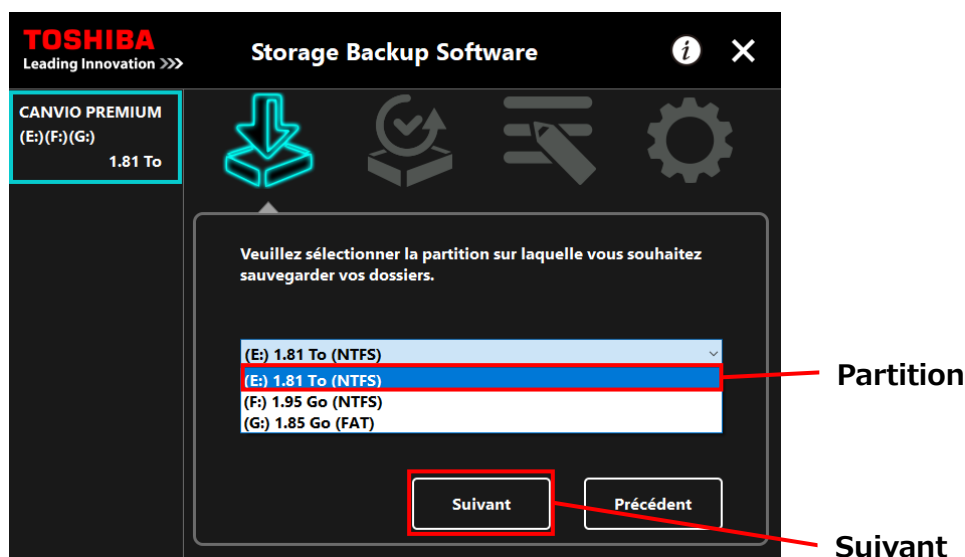 TOSHIBA
Leading Innovation >>>
Storage Backup Software
i
CANVIO PREMIUM
(E:)(F:)(G:)
1.81 To
Veuillez sélectionner la partition sur laquelle vous souhaitez
sauvegarder vos dossiers.
(E:) 1.81 To (NTFS)
(E:) 1.81 To (NTFS)
(F:) 1.95 Go (NTFS)
(G:) 1.85 Go (FAT)
Partition
Suivant
Précédent
Suivant